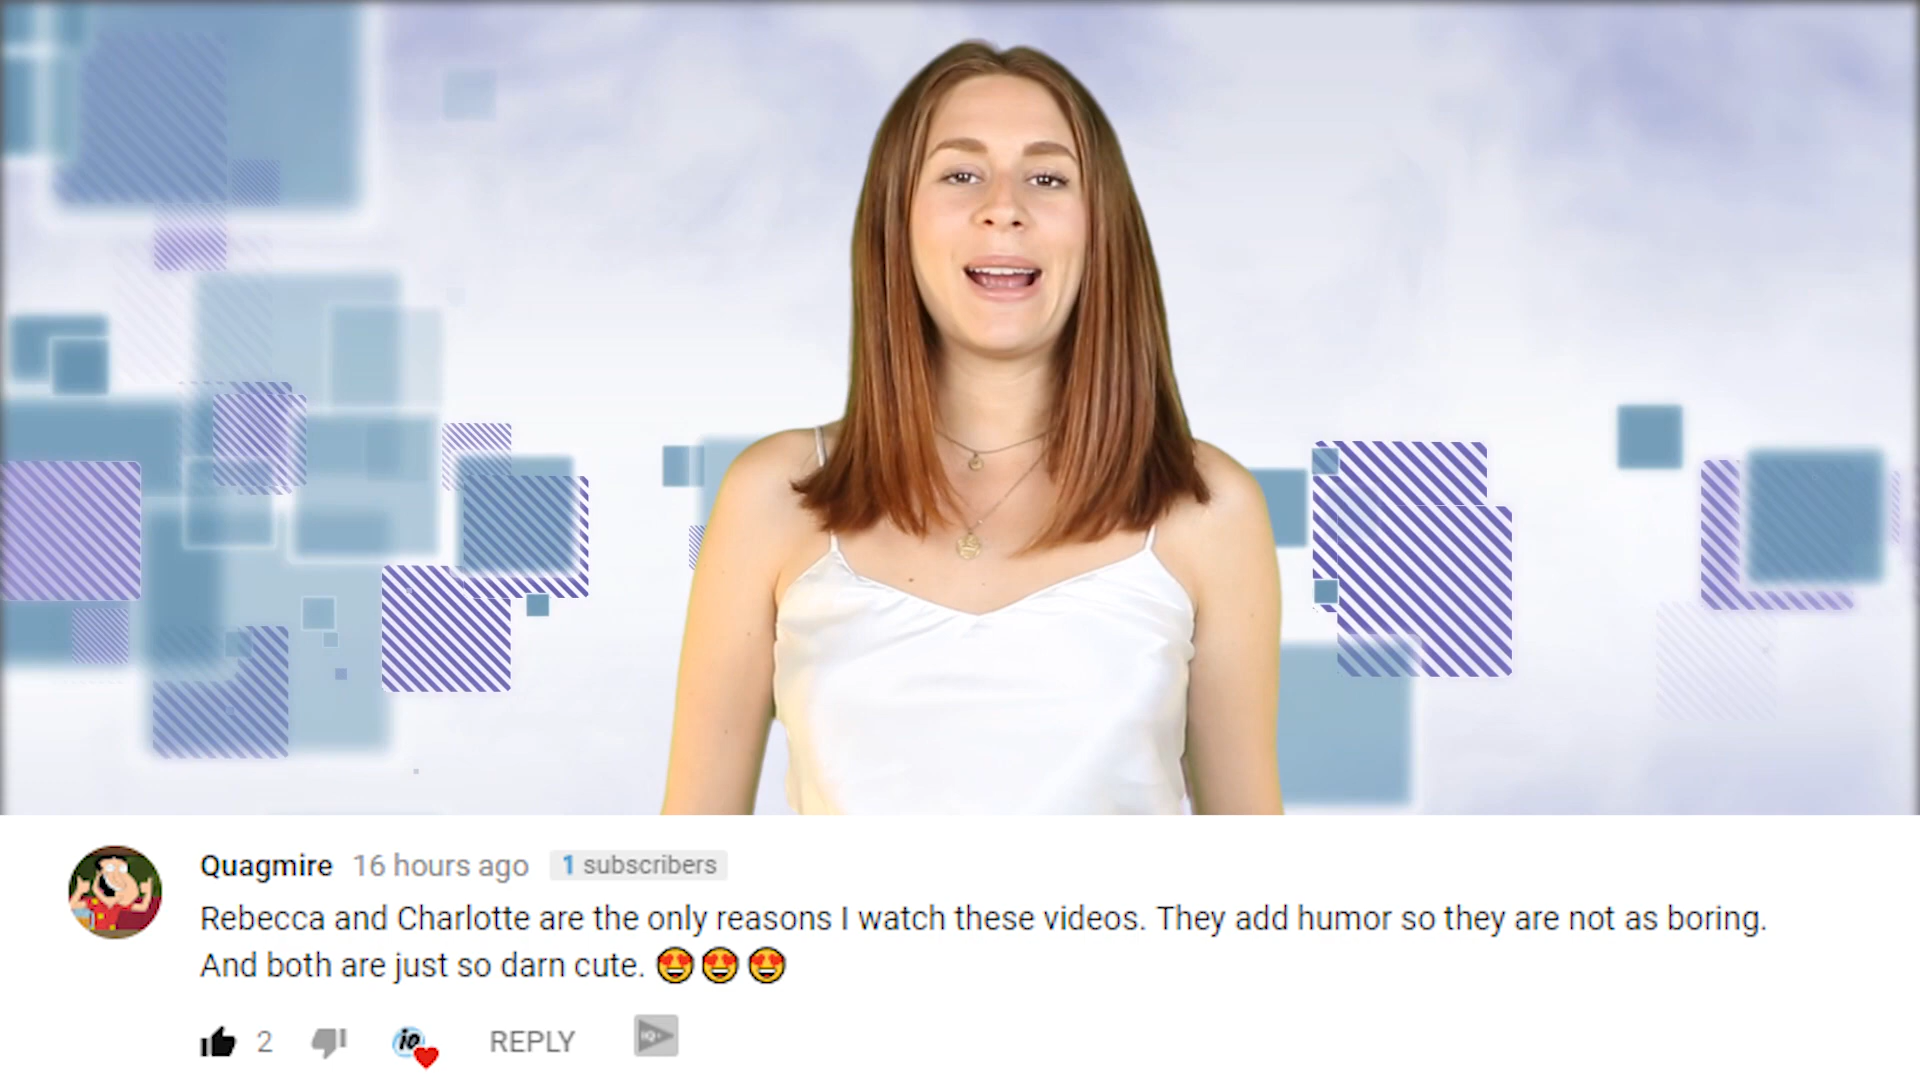 Quagmire 16 hours ago 1 subscribers
Rebecca and Charlotte are the only reasons I watch these videos. They add humor so they are not as boring.
And both are just so darn cute. 😍😍😍
2 io REPLY